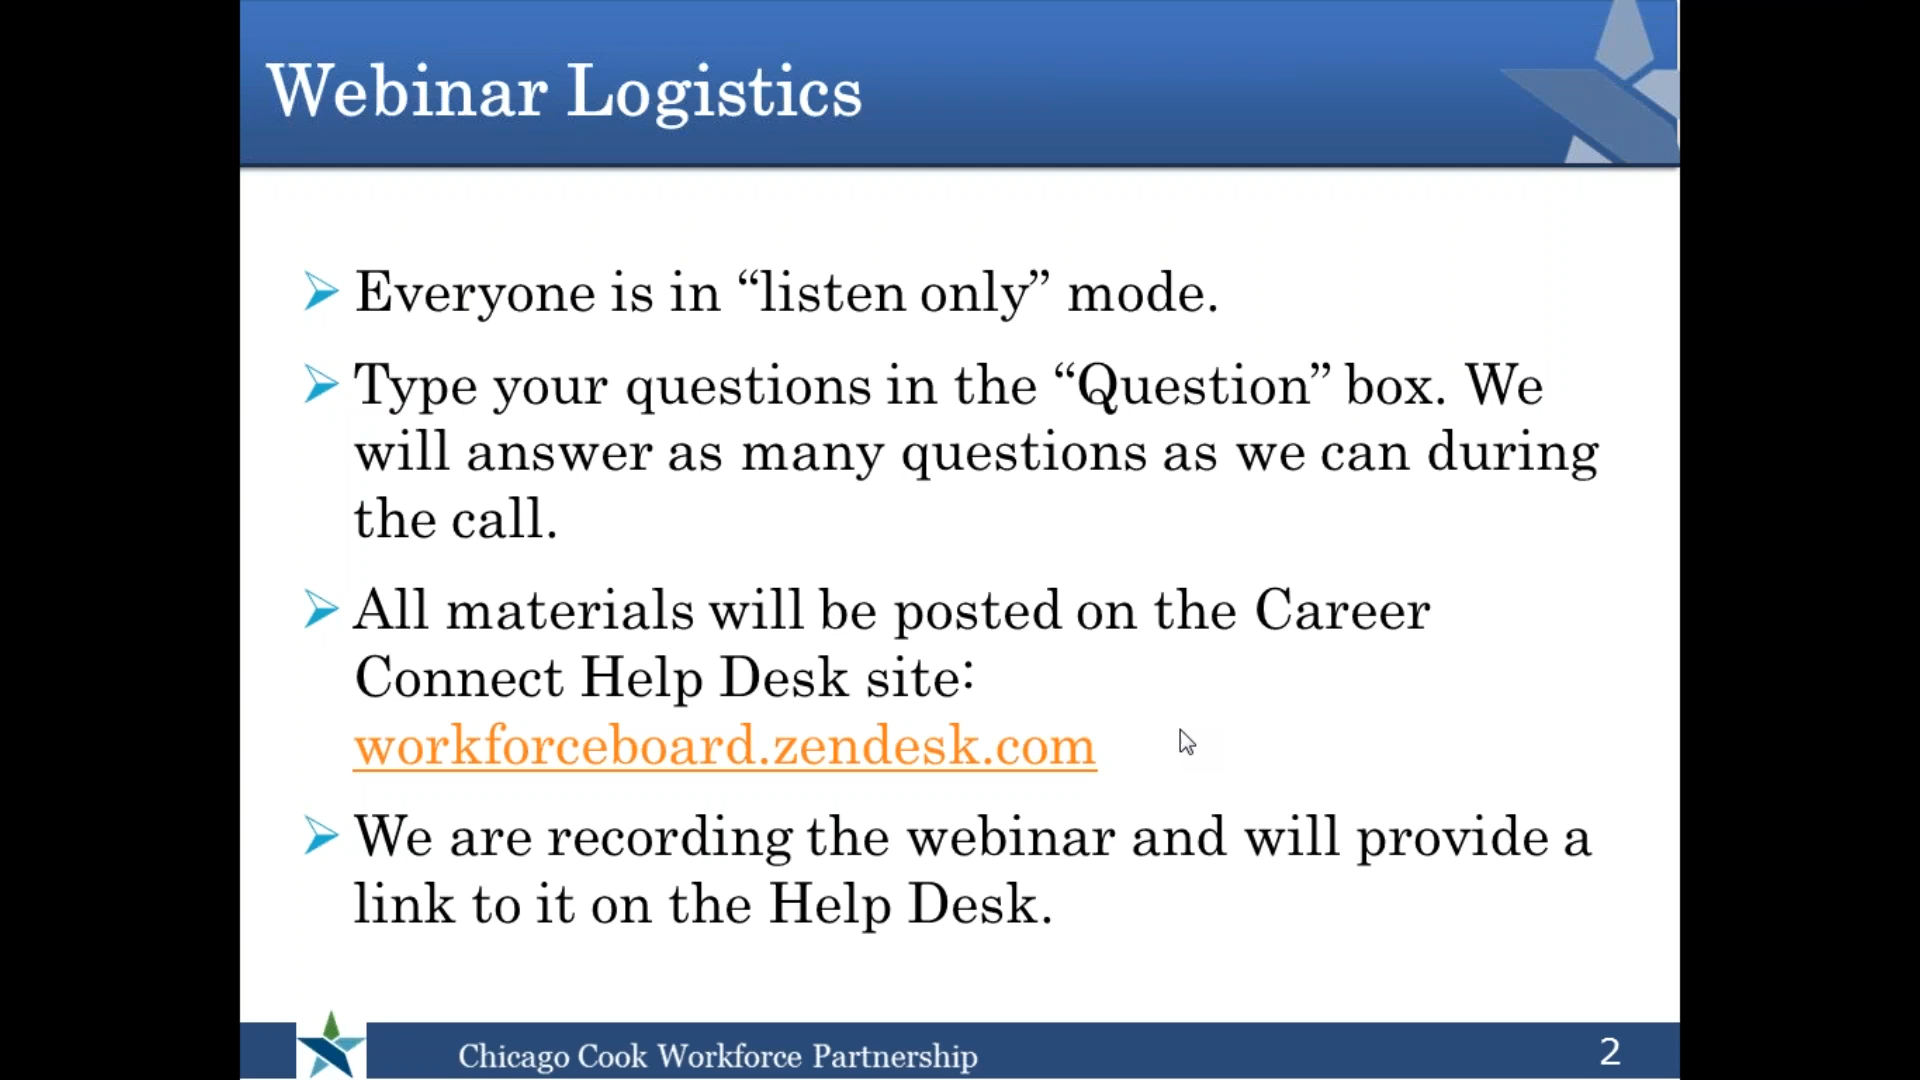 Webinar Logistics
Everyone is in “listen only” mode.
Type your questions in the “Question” box. We
will answer as many questions as we can during
the call.
All materials will be posted on the Career
Connect Help Desk site:
workforceboard.zendesk.com
We are recording the webinar and will provide a
link to it on the Help Desk.
Chicago Cook Workforce Partnership
2